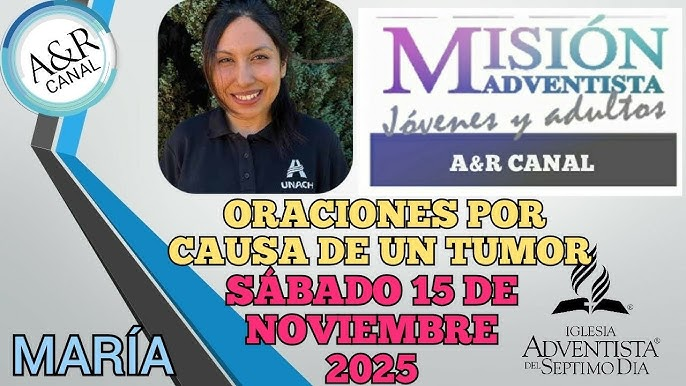 A&R
CANAL
UNACH
MISIÓN
ADVENTISTA
Jóvenes y adultos
A&R CANAL
ORACIONES POR
CAUSA DE UN TUMOR
SÁBADO 15 DE
NOVIEMBRE
2025
MARÍA
IGLESIA
ADVENTISTA®
DEL SÉPTIMO DÍA